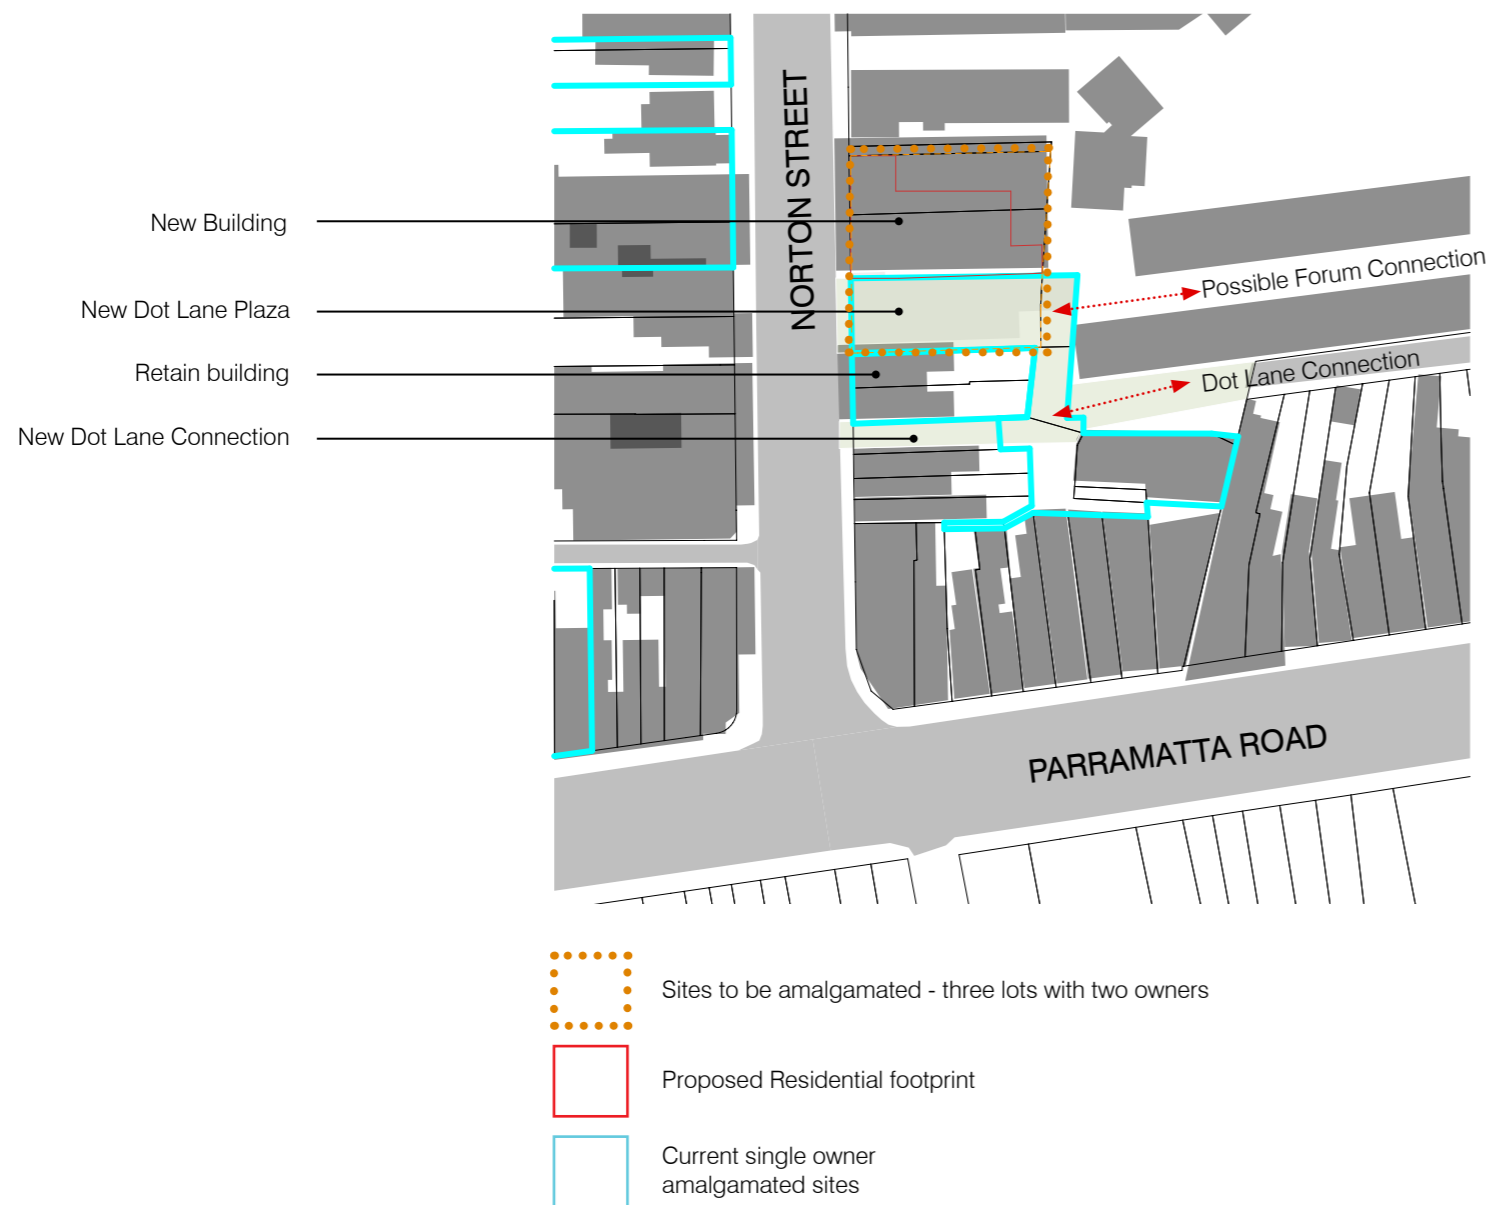 NORTON STREET
New Building
Possible Forum Connection
New Dot Lane Plaza
Dot Lane Connection
Retain building
New Dot Lane Connection
PARRAMATTA ROAD
Sites to be amalgamated - three lots with two owners
Proposed Residential footprint
Current single owner
amalgamated sites